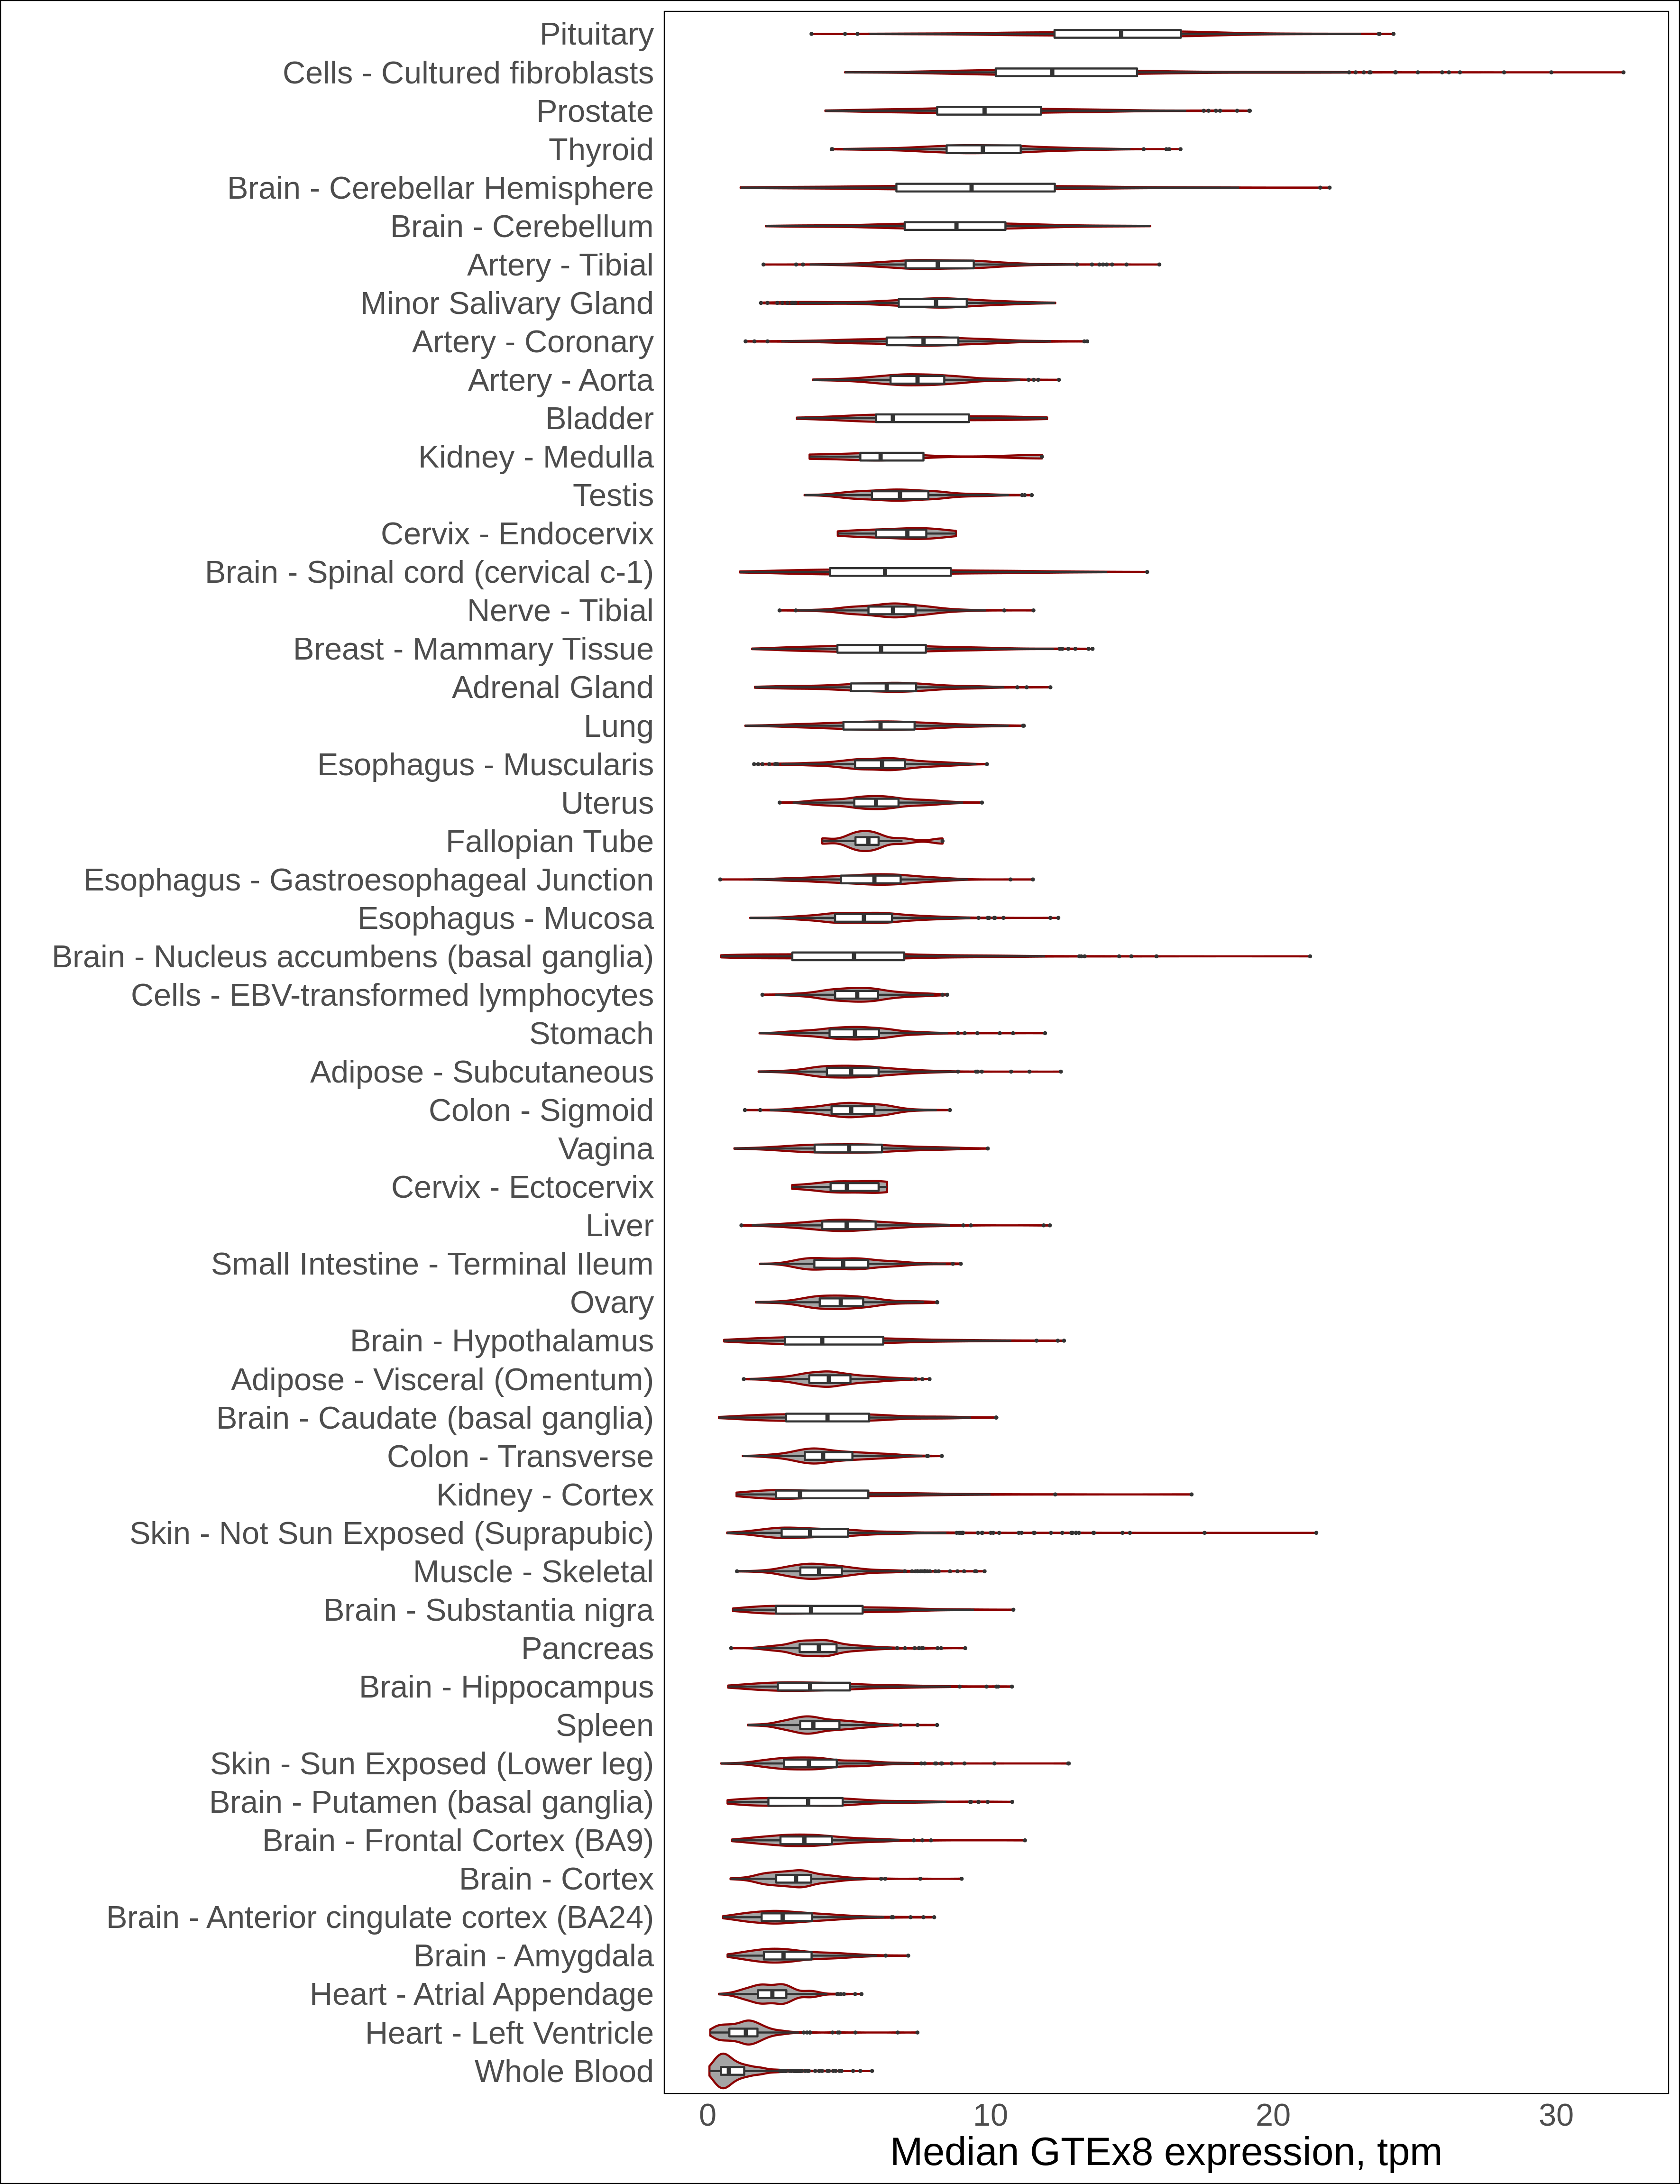 Pituitary
Cells - Cultured fibroblasts
Prostate
Thyroid
Brain - Cerebellar Hemisphere
Brain - Cerebellum
Artery - Tibial
Minor Salivary Gland
Artery - Coronary
Artery - Aorta
Bladder
Kidney - Medulla
Testis
Cervix - Endocervix
Brain - Spinal cord (cervical c-1)
Nerve - Tibial
Breast - Mammary Tissue
Adrenal Gland
Lung
Esophagus - Muscularis
Uterus
Fallopian Tube
Esophagus - Gastroesophageal Junction
Esophagus - Mucosa
Brain - Nucleus accumbens (basal ganglia)
Cells - EBV-transformed lymphocytes
Stomach
Adipose - Subcutaneous
Colon - Sigmoid
Vagina
Cervix - Ectocervix
Liver
Small Intestine - Terminal Ileum
Ovary
Brain - Hypothalamus
Adipose - Visceral (Omentum)
Brain - Caudate (basal ganglia)
Colon - Transverse
Kidney - Cortex
Skin - Not Sun Exposed (Suprapubic)
Muscle - Skeletal
Brain - Substantia nigra
Pancreas
Brain - Hippocampus
Spleen
Skin - Sun Exposed (Lower leg)
Brain - Putamen (basal ganglia)
Brain - Frontal Cortex (BA9)
Brain - Cortex
Brain - Anterior cingulate cortex (BA24)
Brain - Amygdala
Heart - Atrial Appendage
Heart - Left Ventricle
Whole Blood
0 10 20 30
Median GTEx8 expression, tpm